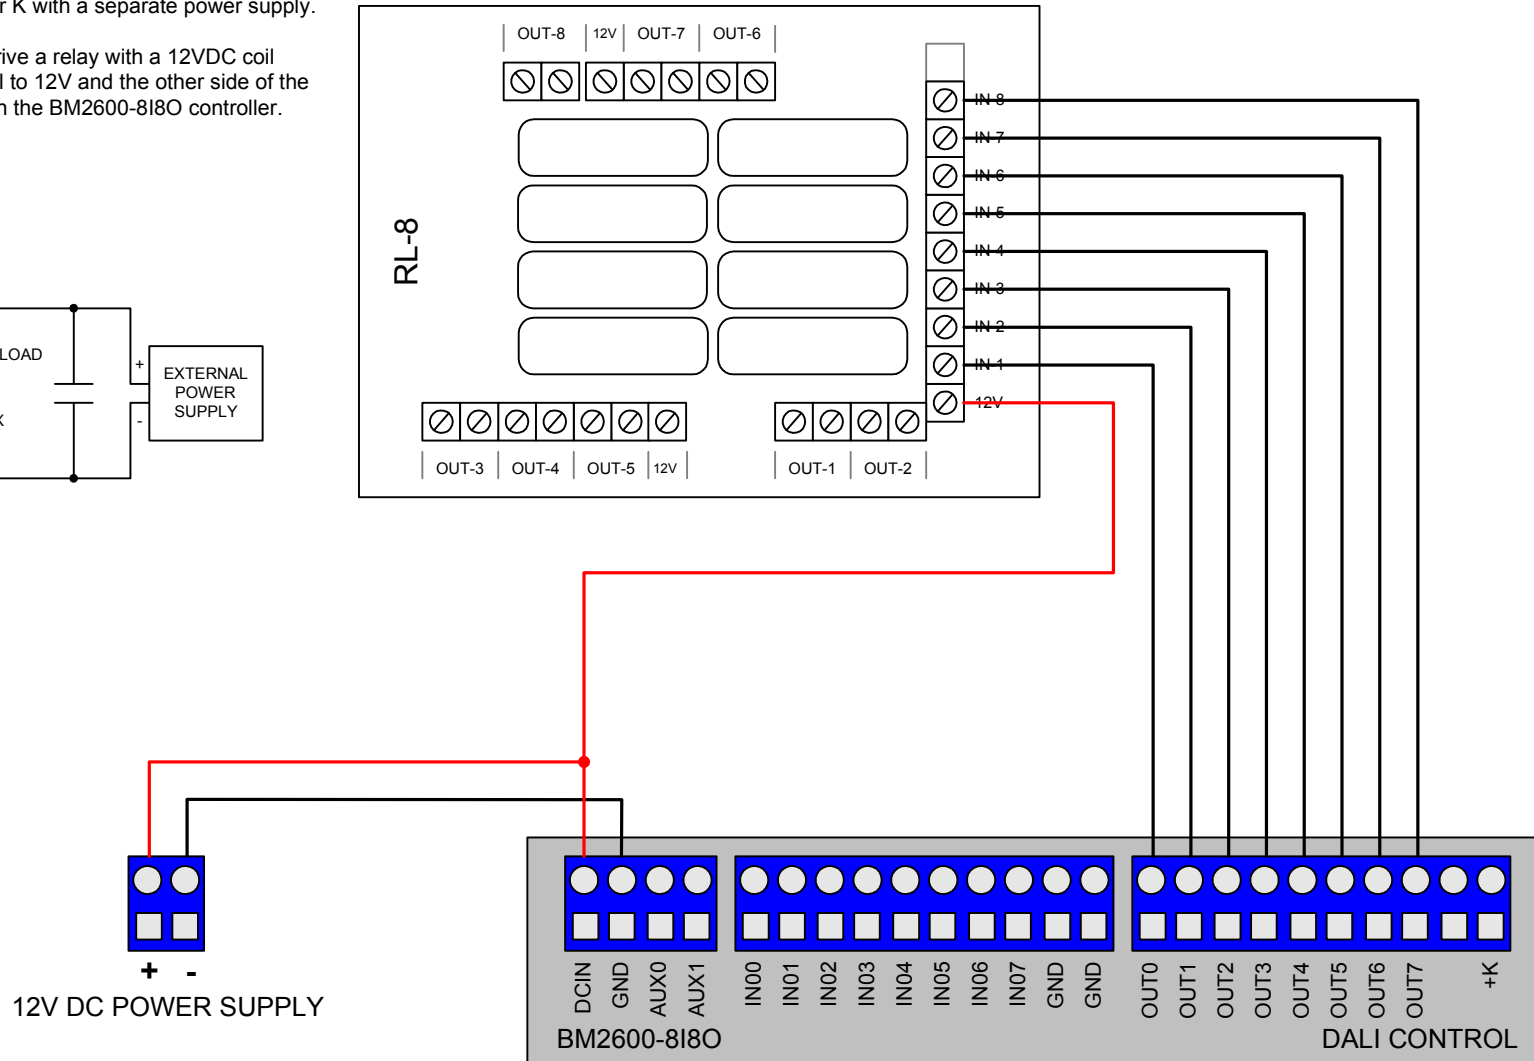 r K with a separate power supply.
rive a relay with a 12VDC coil
l to 12V and the other side of the
n the BM2600-8I8O controller.
OUT-8 12V OUT-7 OUT-6
IN 8
IN 7
IN 6
IN 5
IN 4
IN 3
IN 2
IN 1
12V
RL-8
OUT-3 OUT-4 OUT-5 12V OUT-1 OUT-2
LOAD
+
EXTERNAL
POWER
SUPPLY
-
+ -
12V DC POWER SUPPLY
DCIN
GND
AUX0
AUX1
IN00
IN01
IN02
IN03
IN04
IN05
IN06
IN07
GND
GND
OUT0
OUT1
OUT2
OUT3
OUT4
OUT5
OUT6
OUT7
+K
BM2600-8I8O
DALI CONTROL